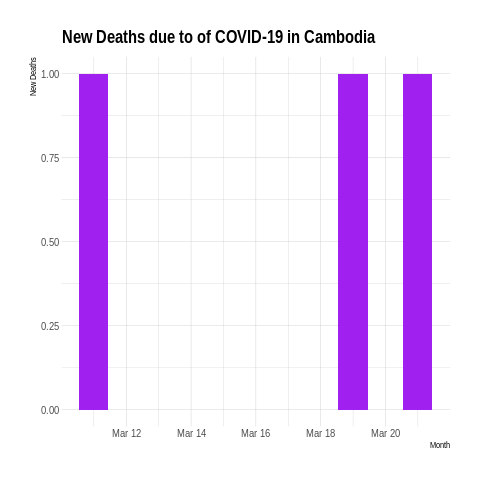 New Deaths due to of COVID-19 in Cambodia
New Deaths
1.00
0.75
0.50
0.25
0.00
Mar 12 Mar 14 Mar 16 Mar 18 Mar 20
Month